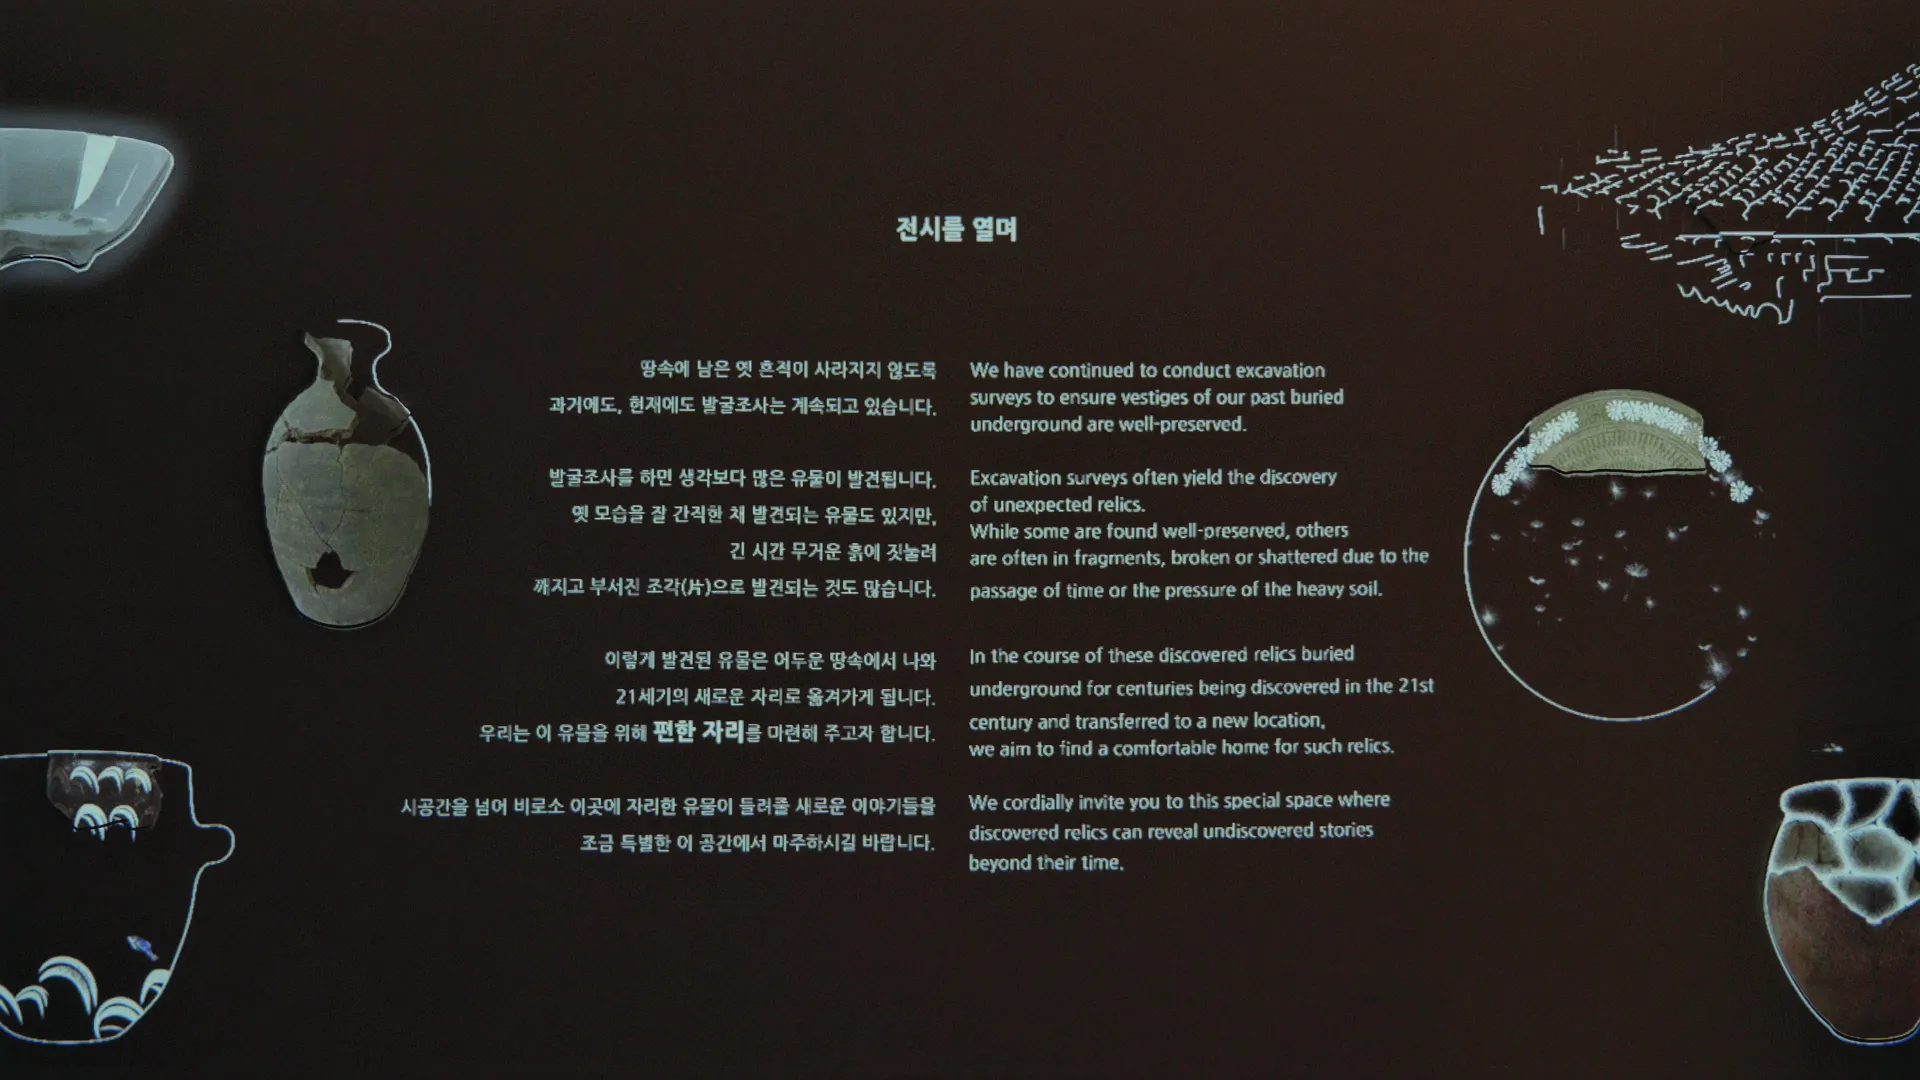 전시를 열며
땅속에 남은 옛 흔적이 사라지지 않도록
과거에도, 현재에도 발굴조사는 계속되고 있습니다.
발굴조사를 하면 생각보다 많은 유물이 발견됩니다.
옛 모습을 잘 간직한 채 발견되는 유물도 있지만,
긴 시간 무거운 흙에 짓눌려
깨지고 부서진 조각(片)으로 발견되는 것도 많습니다.
이렇게 발견된 유물은 어두운 땅속에서 나와
21세기의 새로운 자리로 옮겨가게 됩니다.
우리는 이 유물을 위해 편한 자리를 마련해 주고자 합니다.
시공간을 넘어 비로소 이곳에 자리한 유물이 들려줄 새로운 이야기들을
조금 특별한 이 공간에서 마주하시길 바랍니다.
We have continued to conduct excavation
surveys to ensure vestiges of our past buried
underground are well-preserved.
Excavation surveys often yield the discovery
of unexpected relics.
While some are found well-preserved, others
are often in fragments, broken or shattered due to the
passage of time or the pressure of the heavy soil.
In the course of these discovered relics buried
underground for centuries being discovered in the 21st
century and transferred to a new location,
we aim to find a comfortable home for such relics.
We cordially invite you to this special space where
discovered relics can reveal undiscovered stories
beyond their time.